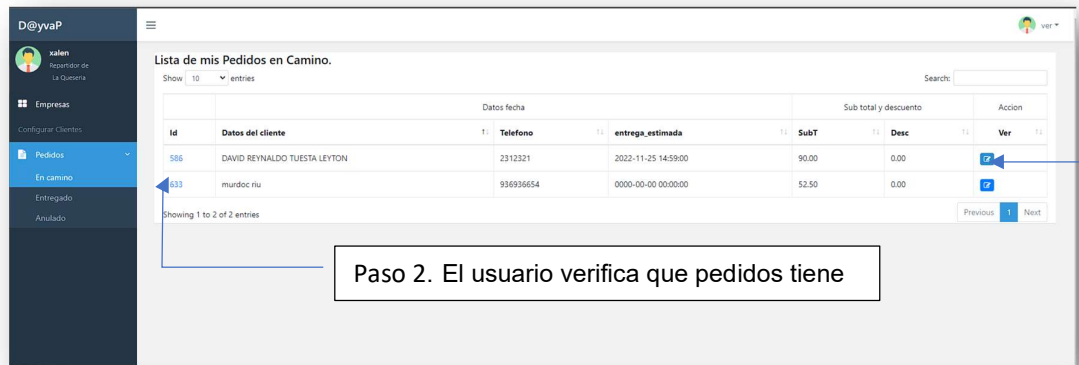 D@yvaP
ver
xalen
Repartidor de
La Queseria
Empresas
Configurar Clientes
Pedidos
En camino
Entregado
Anulado
Lista de mis Pedidos en Camino.
Show 10 entries
Search:
Datos fecha Sub total y descuento Accion
Id Datos del cliente Telefono entrega_estimada SubT Desc Ver
586 DAVID REYNALDO TUESTA LEYTON 2312321 2022-11-25 14:59:00 90.00 0.00
633 murdoc riu 936936654 0000-00-00 00:00:00 52.50 0.00
Showing 1 to 2 of 2 entries
Previous 1 Next
Paso 2. El usuario verifica que pedidos tiene